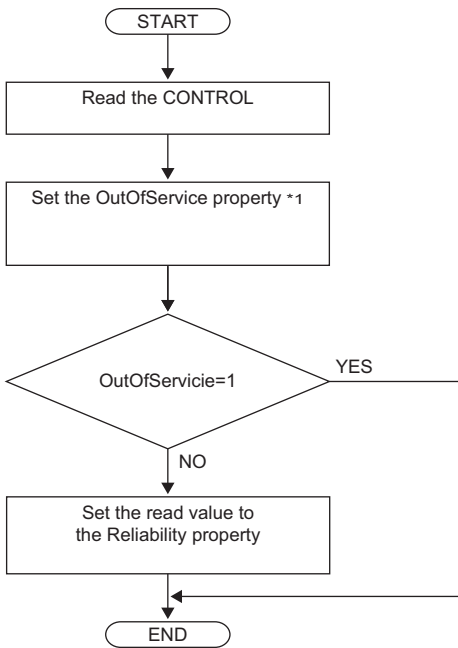 START
Read the CONTROL
Set the OutOfService property *1
OutOfServicie=1
YES
NO
Set the read value to
the Reliability property
END